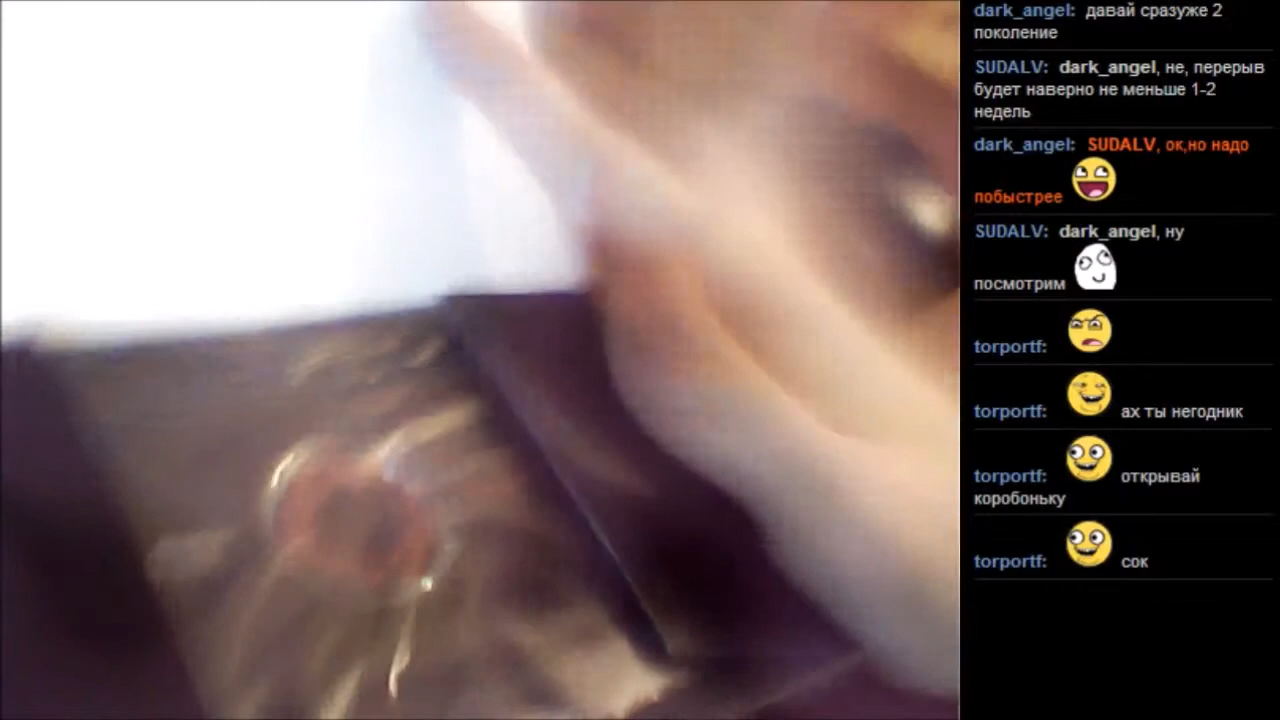 dark_angel: давай сразуже 2
поколение
SUDALV: dark_angel, не, перерыв
будет наверно не меньше 1-2
недель
dark_angel: SUDALV, ок,но надо
побыстрее
SUDALV: dark_angel, ну
посмотрим
torportf:
torportf: ах ты негодник
torportf: открывай
коробоньку
torportf: сок